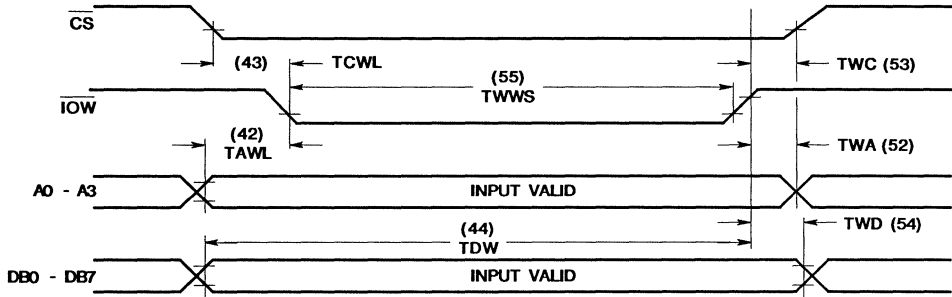 CS
(43)
TCWL
TWC (53)
(55)
TWWS
IOW
(42)
TAWL
TWA (52)
A0 - A3
INPUT VALID
TWD (54)
(44)
TDW
DB0 - DB7
INPUT VALID